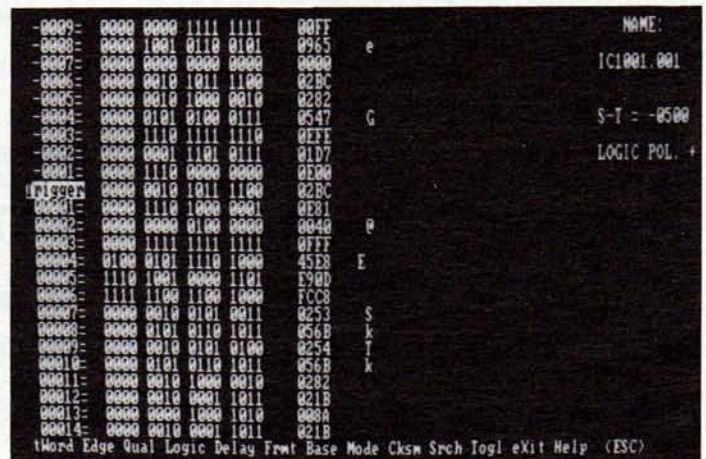 -0009= 0000 0000 1111 1111 00FF NAME:
-0008= 0000 1001 0110 0101 0965 e
-0007= 0000 0000 0000 0000 0000 IC1001.001
-0006= 0000 0010 1011 1100 02BC
-0005= 0000 0010 1000 0010 0282
-0004= 0000 0101 0100 0111 0547 G S-T = -0500
-0003= 0000 1110 1111 1110 0EFE
-0002= 0000 0001 1101 0111 01D7 LOGIC POL. +
-0001= 0000 1110 0000 0000 0E00
Trigger 0000 0010 1011 1100 02BC
00001= 0000 1110 1000 0001 0E81
00002= 0000 0000 0100 0000 0040 @
00003= 0000 1111 1111 1111 0FFF
00004= 0100 0101 1110 1000 45E8 E
00005= 1110 1001 0000 1101 E90D
00006= 1111 1100 1100 1000 FCC8
00007= 0000 0010 0101 0011 0253 S
00008= 0000 0101 0110 1011 056B k
00009= 0000 0010 0101 0100 0254 T
00010= 0000 0101 0110 1011 056B k
00011= 0000 0010 1000 0010 0282
00012= 0000 0010 0001 1011 021B
00013= 0000 0000 1000 1010 008A
00014= 0000 0010 0001 1011 021B
tWord Edge Qual Logic Delay Frmt Base Mode Cksm Srch Togl eXit Help (ESC)